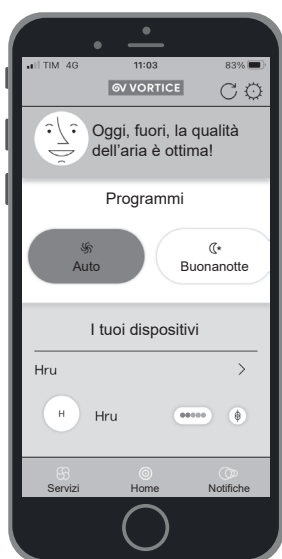 TIM 4G 11:03 83%
VORTICE
Oggi, fuori, la qualità
dell'aria è ottima!
Programmi
Auto Buonanotte
I tuoi dispositivi
Hru
H Hru
Servizi Home Notifiche